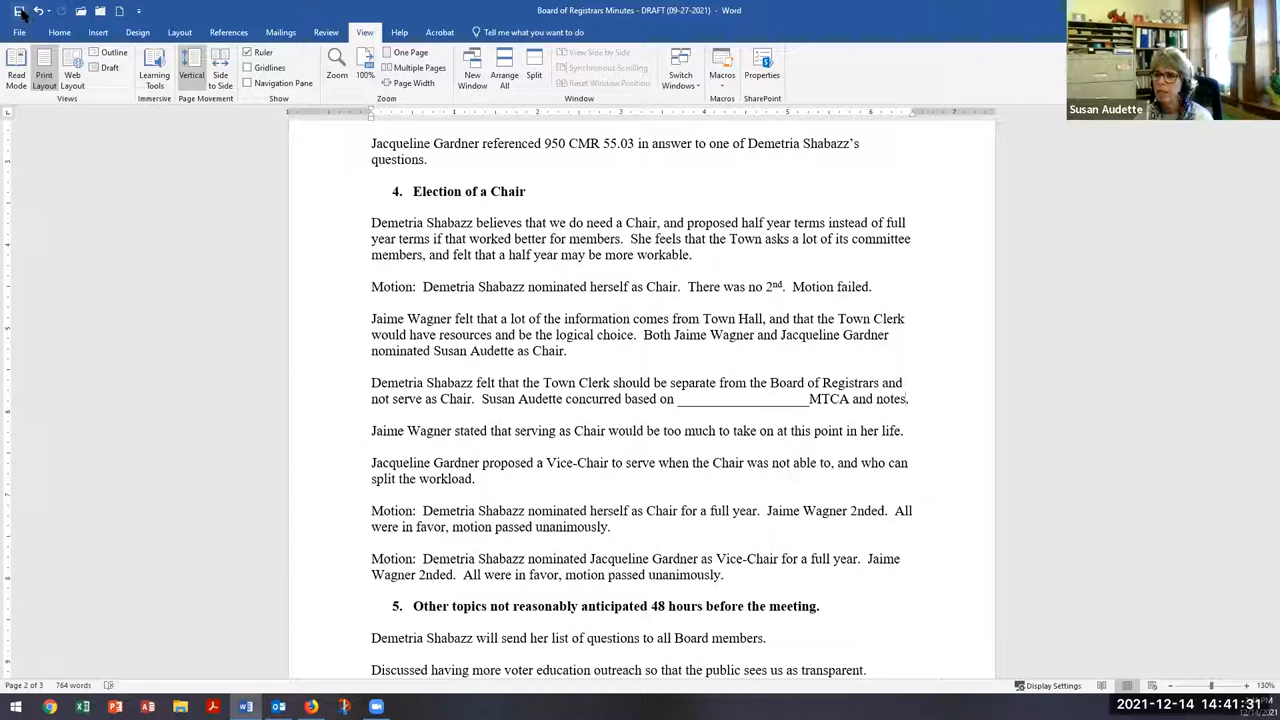 Board of Registrars Minutes - DRAFT (09-27-2021) - Word
File Home Insert Design Layout References Mailings Review View Help Acrobat Tell me what you want to do
Read Mode
Print Layout
Web Layout
Outline
Draft
Views
Learning Tools
Immersive
Vertical
Side to Side
Page Movement
Ruler
Gridlines
Navigation Pane
Show
Zoom
100%
One Page
Multiple Pages
Page Width
Zoom
New Window
Arrange All
Split
View Side by Side
Synchronous Scrolling
Reset Window Position
Window
Switch Windows
Macros
Macros
Properties
SharePoint
Susan Audette
Jacqueline Gardner referenced 950 CMR 55.03 in answer to one of Demetria Shabazz's
questions.
4. Election of a Chair
Demetria Shabazz believes that we do need a Chair, and proposed half year terms instead of full
year terms if that worked better for members. She feels that the Town asks a lot of its committee
members, and felt that a half year may be more workable.
Motion: Demetria Shabazz nominated herself as Chair. There was no 2nd. Motion failed.
Jaime Wagner felt that a lot of the information comes from Town Hall, and that the Town Clerk
would have resources and be the logical choice. Both Jaime Wagner and Jacqueline Gardner
nominated Susan Audette as Chair.
Demetria Shabazz felt that the Town Clerk should be separate from the Board of Registrars and
not serve as Chair. Susan Audette concurred based on ___________________MTCA and notes.
Jaime Wagner stated that serving as Chair would be too much to take on at this point in her life.
Jacqueline Gardner proposed a Vice-Chair to serve when the Chair was not able to, and who can
split the workload.
Motion: Demetria Shabazz nominated herself as Chair for a full year. Jaime Wagner 2nded. All
were in favor, motion passed unanimously.
Motion: Demetria Shabazz nominated Jacqueline Gardner as Vice-Chair for a full year. Jaime
Wagner 2nded. All were in favor, motion passed unanimously.
5. Other topics not reasonably anticipated 48 hours before the meeting.
Demetria Shabazz will send her list of questions to all Board members.
Discussed having more voter education outreach so that the public sees us as transparent.
Page 2 of 3 764 words
Display Settings
130%
2021-12-14 14:41:31